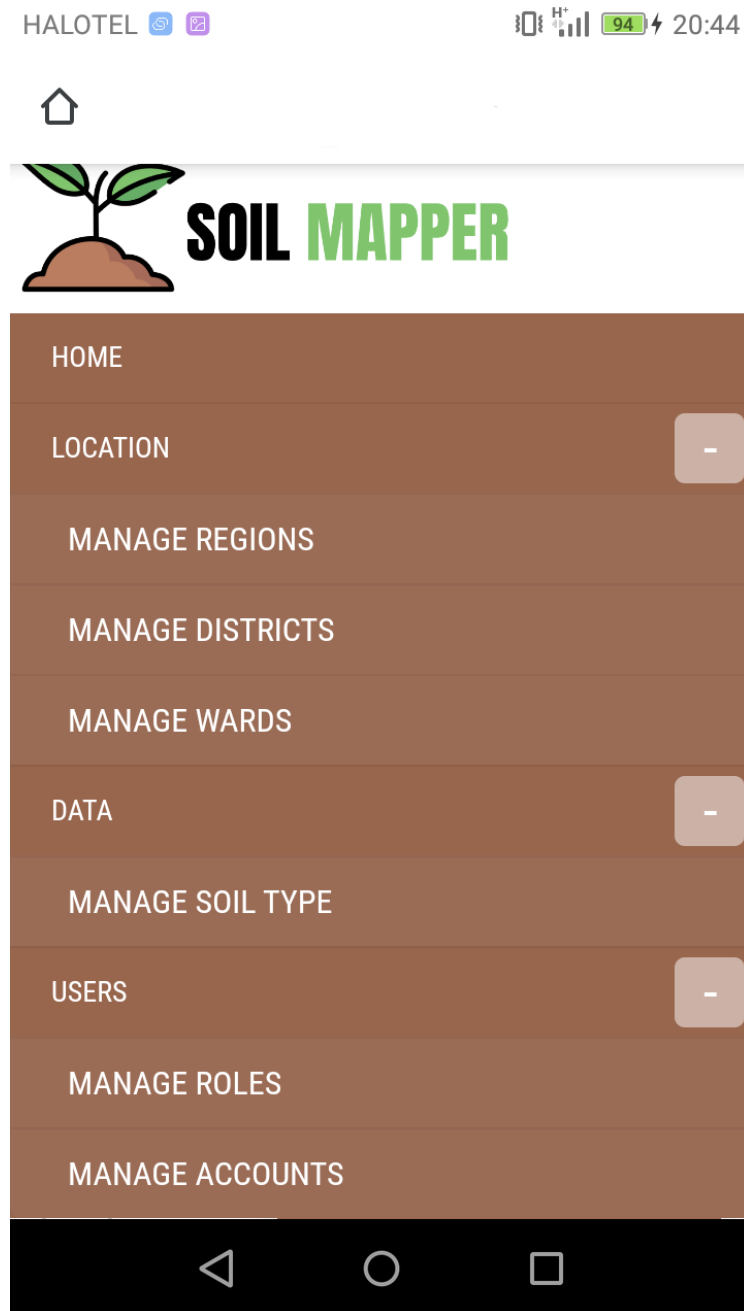 HALOTEL
H+
94
20:44
SOIL MAPPER
HOME
LOCATION
-
MANAGE REGIONS
MANAGE DISTRICTS
MANAGE WARDS
DATA
-
MANAGE SOIL TYPE
USERS
-
MANAGE ROLES
MANAGE ACCOUNTS